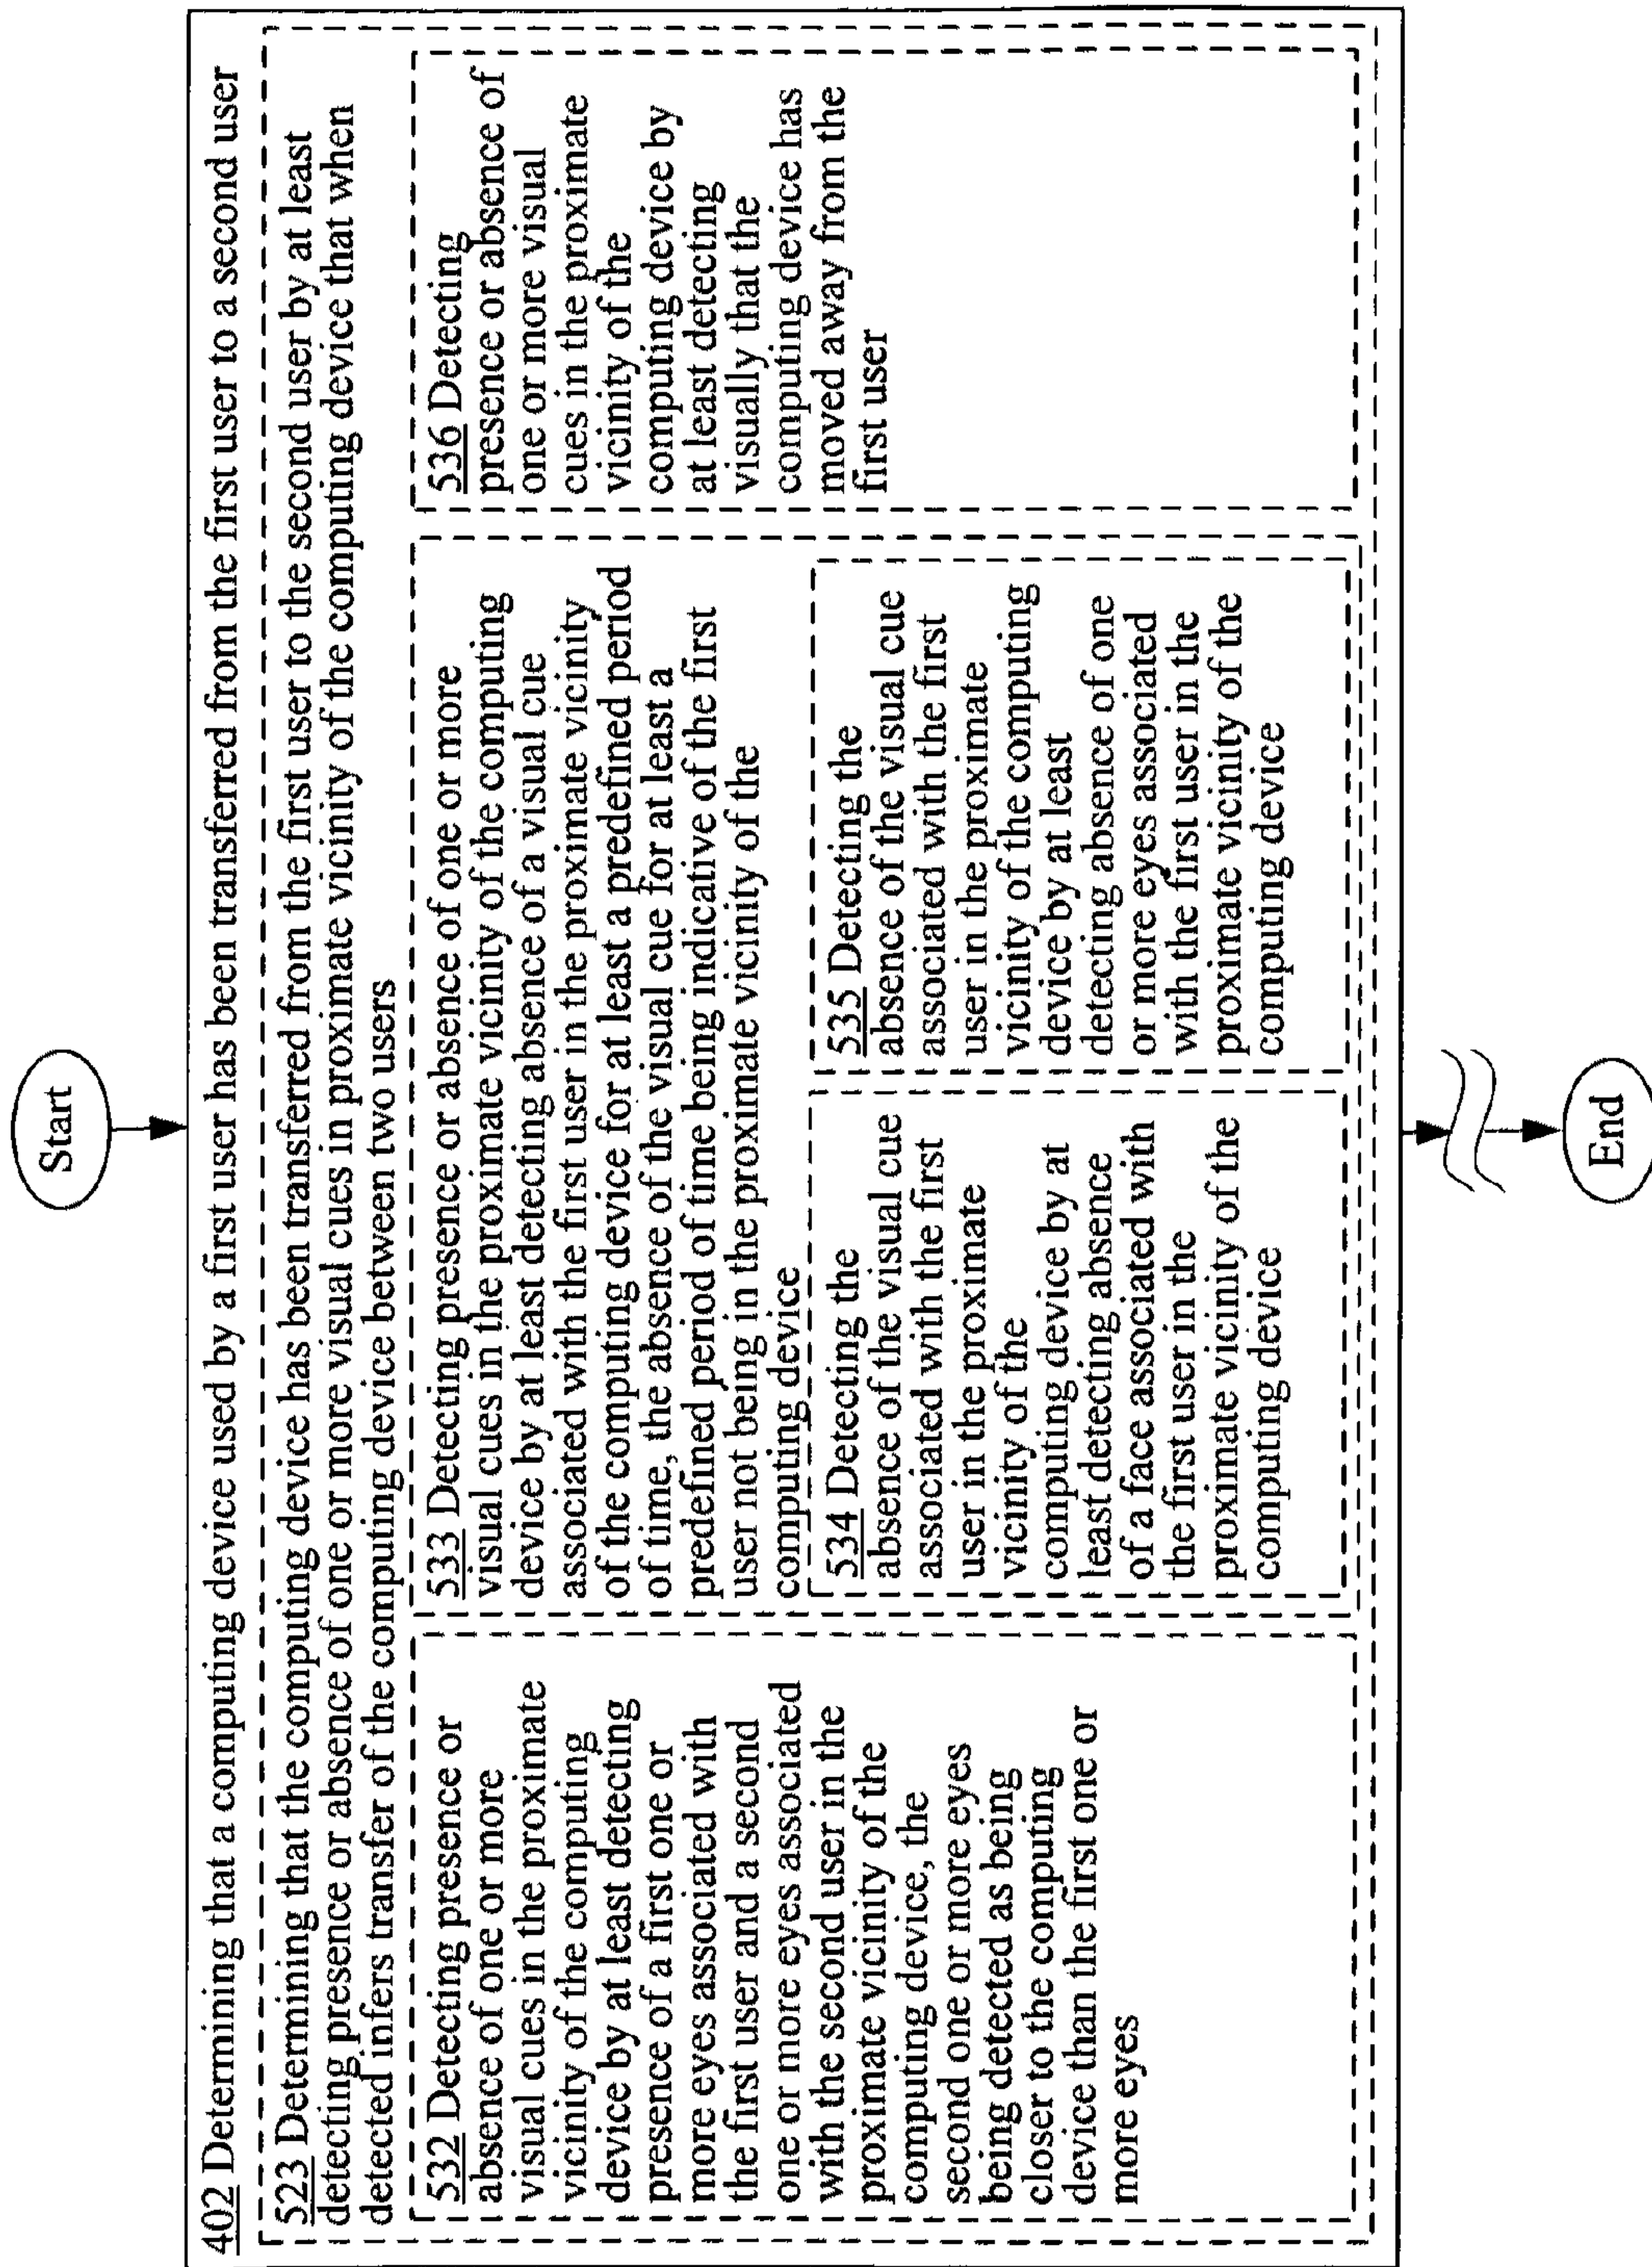 Start
402 Determining that a computing device used by a first user has been transferred from the first user to a second user
523 Determining that the computing device has been transferred from the first user to the second user by at least
detecting presence or absence of one or more visual cues in proximate vicinity of the computing device that when
detected infers transfer of the computing device between two users
532 Detecting presence or
absence of one or more
visual cues in the proximate
vicinity of the computing
device by at least detecting
presence of a first one or
more eyes associated with
the first user and a second
one or more eyes associated
with the second user in the
proximate vicinity of the
computing device, the
second one or more eyes
being detected as being
closer to the computing
device than the first one or
more eyes
533 Detecting presence or absence of one or more
visual cues in the proximate vicinity of the computing
device by at least detecting absence of a visual cue
associated with the first user in the proximate vicinity
of the computing device for at least a predefined period
of time, the absence of the visual cue for at least a
predefined period of time being indicative of the first
user not being in the proximate vicinity of the
computing device
534 Detecting the
absence of the visual cue
associated with the first
user in the proximate
vicinity of the
computing device by at
least detecting absence
of a face associated with
the first user in the
proximate vicinity of the
computing device
535 Detecting the
absence of the visual cue
associated with the first
user in the proximate
vicinity of the computing
device by at least
detecting absence of one
or more eyes associated
with the first user in the
proximate vicinity of the
computing device
536 Detecting
presence or absence of
one or more visual
cues in the proximate
vicinity of the
computing device by
at least detecting
visually that the
computing device has
moved away from the
first user
End